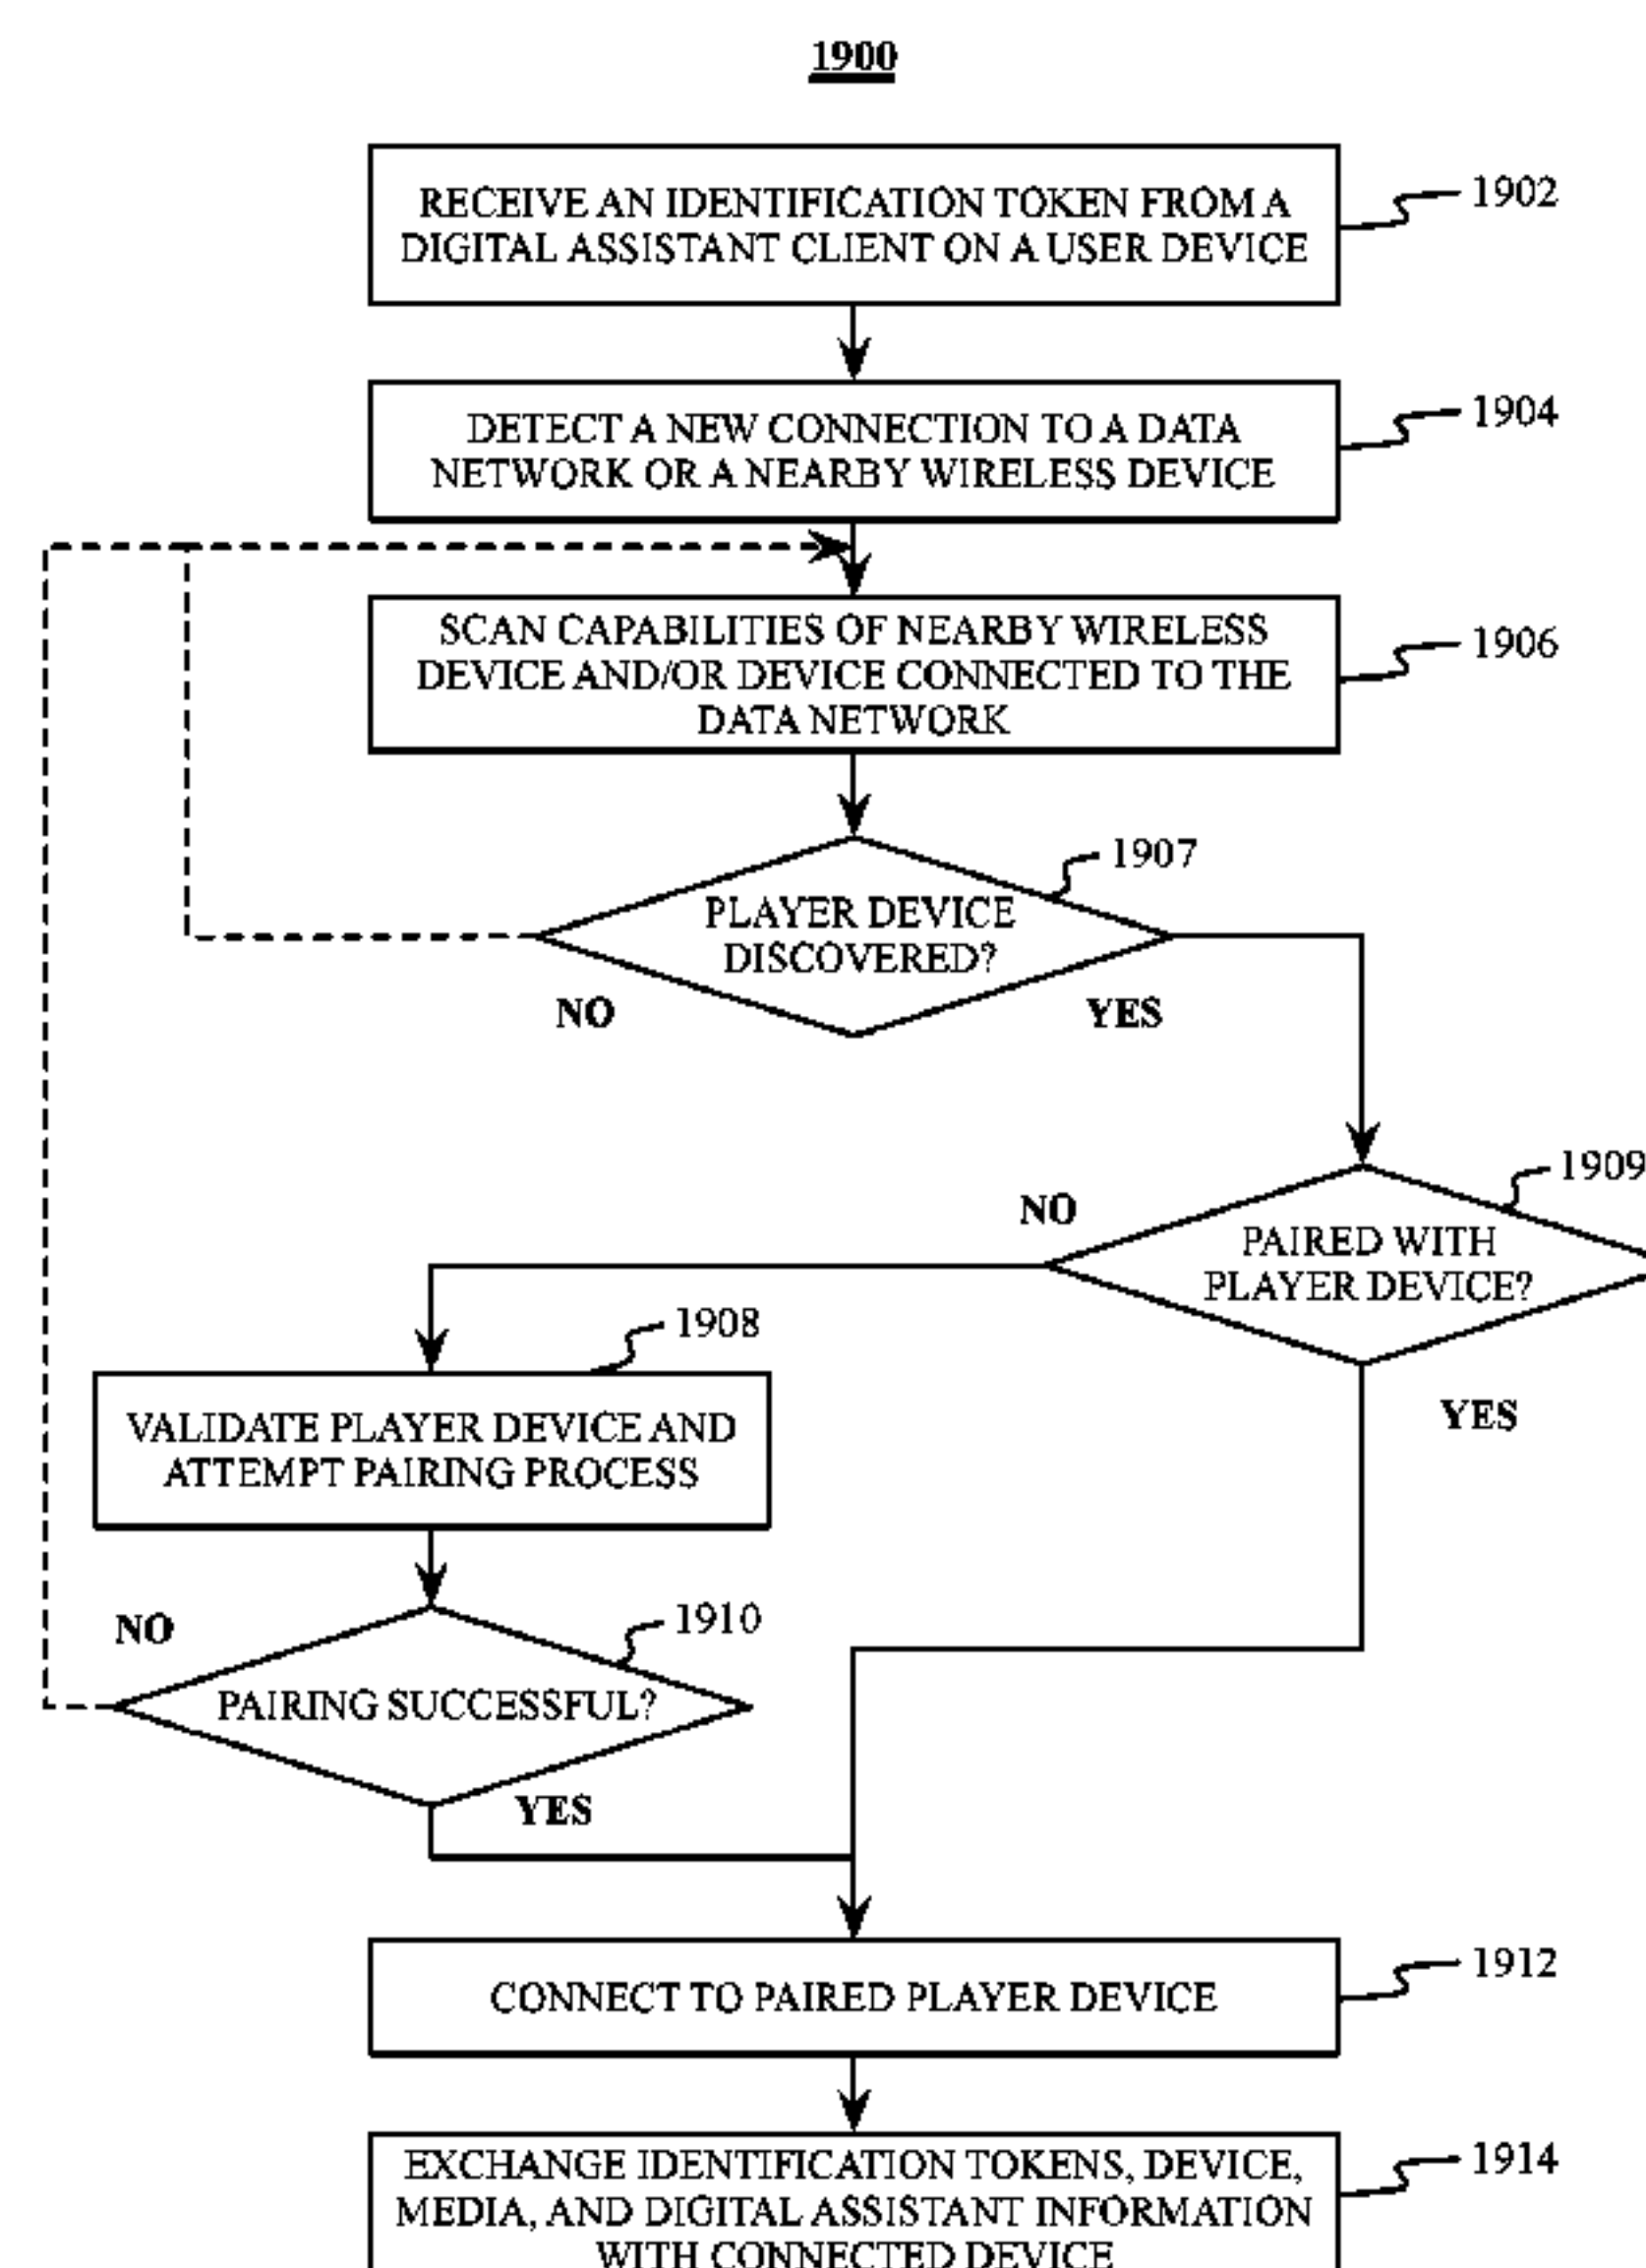 1900
RECEIVE AN IDENTIFICATION TOKEN FROM A
DIGITAL ASSISTANT CLIENT ON A USER DEVICE
1902
DETECT A NEW CONNECTION TO A DATA
NETWORK OR A NEARBY WIRELESS DEVICE
1904
SCAN CAPABILITIES OF NEARBY WIRELESS
DEVICE AND/OR DEVICE CONNECTED TO THE
DATA NETWORK
1906
1907
PLAYER DEVICE
DISCOVERED?
NO
YES
1909
NO
PAIRED WITH
PLAYER DEVICE?
YES
1908
VALIDATE PLAYER DEVICE AND
ATTEMPT PAIRING PROCESS
NO
1910
PAIRING SUCCESSFUL?
YES
CONNECT TO PAIRED PLAYER DEVICE
1912
EXCHANGE IDENTIFICATION TOKENS, DEVICE,
MEDIA, AND DIGITAL ASSISTANT INFORMATION
WITH CONNECTED DEVICE
1914